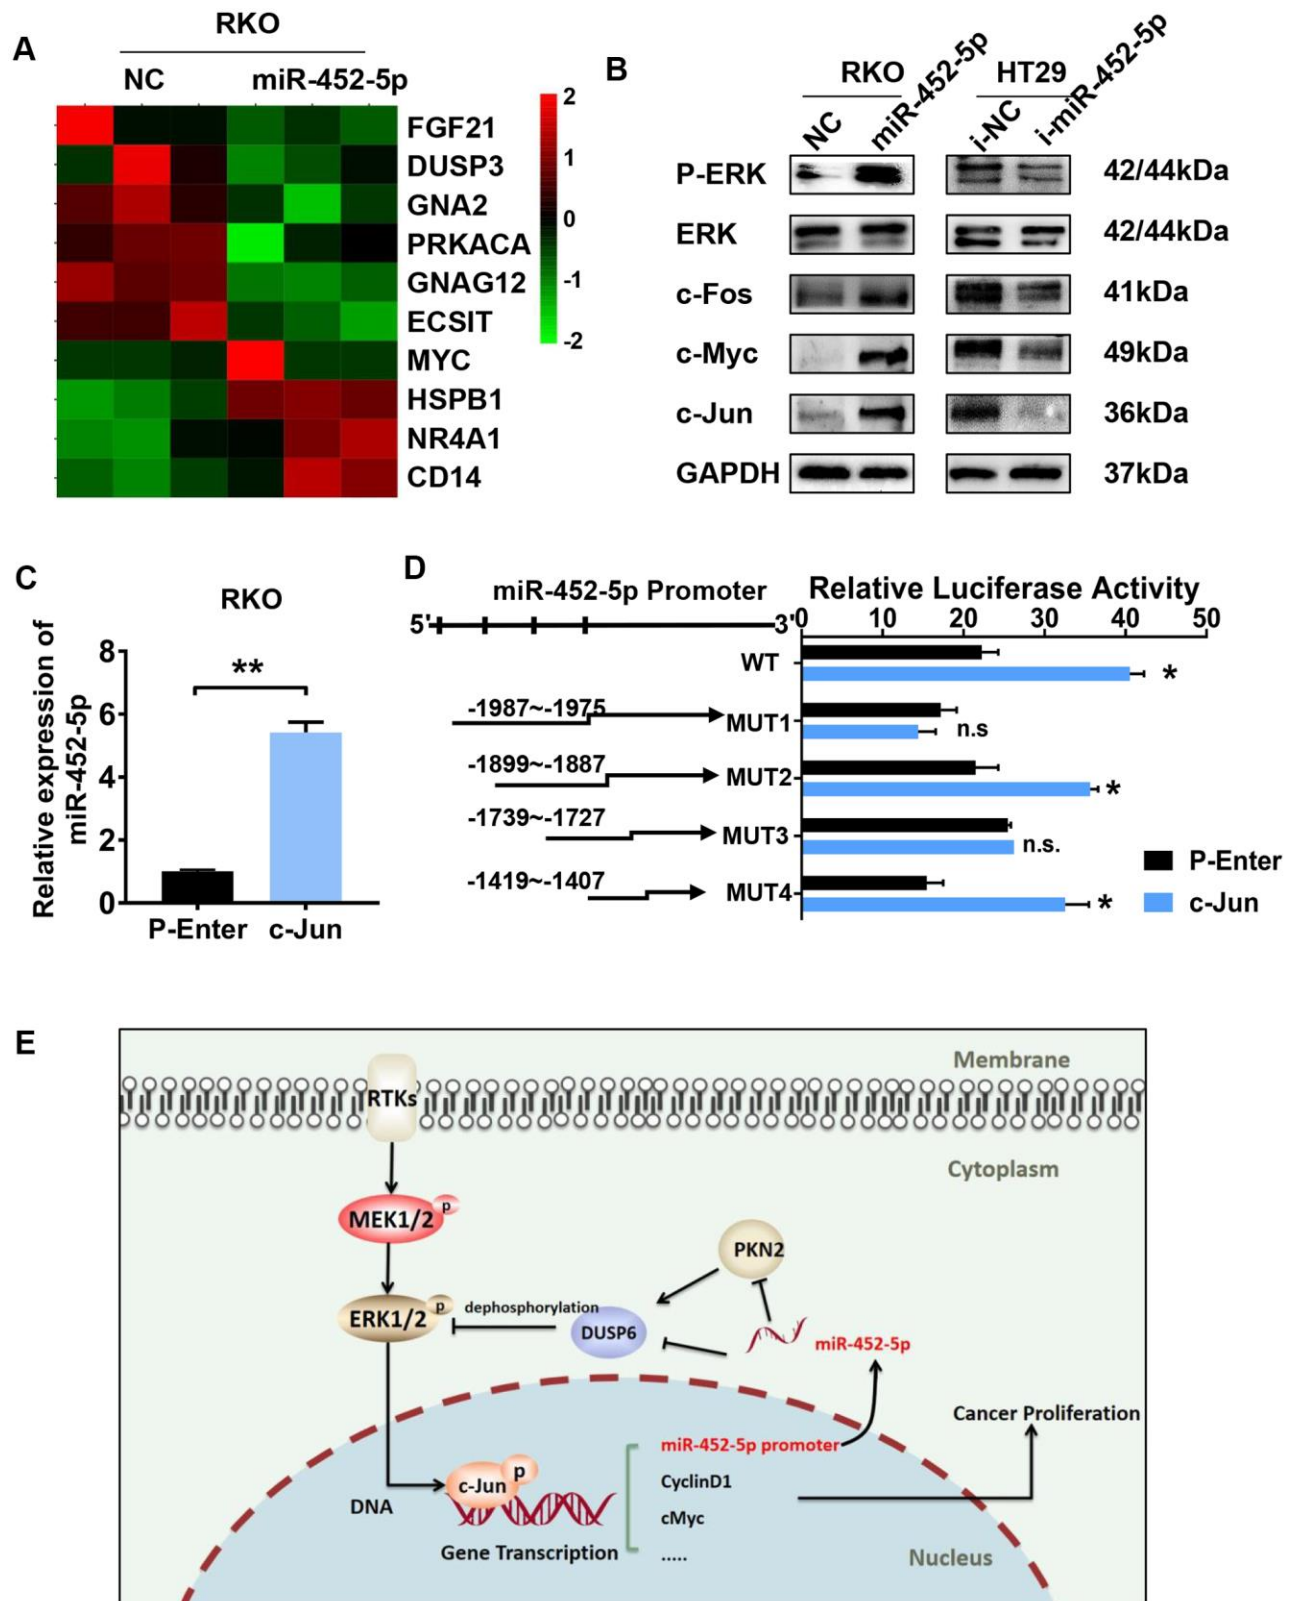 A
RKO
NC
miR-452-5p
FGF21
DUSP3
GNA2
PRKACA
GNAG12
ECSIT
MYC
HSPB1
NR4A1
CD14
2
1
0
-1
-2
B
RKO
HT29
NC
miR-452-5p
i-NC
i-miR-452-5p
P-ERK
42/44kDa
ERK
42/44kDa
c-Fos
41kDa
c-Myc
49kDa
c-Jun
36kDa
GAPDH
37kDa
C
RKO
Relative expression of
miR-452-5p
8
6
4
2
0
**
P-Enter
c-Jun
D
miR-452-5p Promoter
5'
3'
Relative Luciferase Activity
0 10 20 30 40 50
WT
*
-1987~-1975
MUT1
n.s
-1899~-1887
MUT2
*
-1739~-1727
MUT3
n.s.
-1419~-1407
MUT4
*
P-Enter
c-Jun
E
Membrane
RTKs
Cytoplasm
MEK1/2
p
PKN2
ERK1/2
p
dephosphorylation
DUSP6
miR-452-5p
Cancer Proliferation
miR-452-5p promoter
c-Jun
p
CyclinD1
DNA
cMyc
Gene Transcription
.....
Nucleus